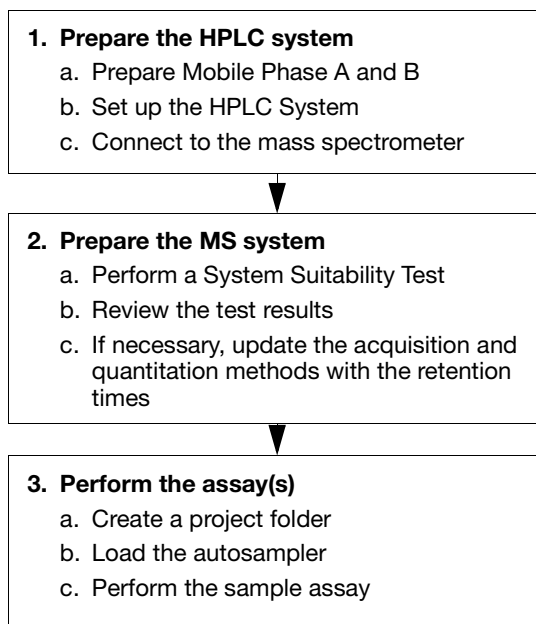 1. Prepare the HPLC system
a. Prepare Mobile Phase A and B
b. Set up the HPLC System
c. Connect to the mass spectrometer
2. Prepare the MS system
a. Perform a System Suitability Test
b. Review the test results
c. If necessary, update the acquisition and
quantitation methods with the retention
times
3. Perform the assay(s)
a. Create a project folder
b. Load the autosampler
c. Perform the sample assay